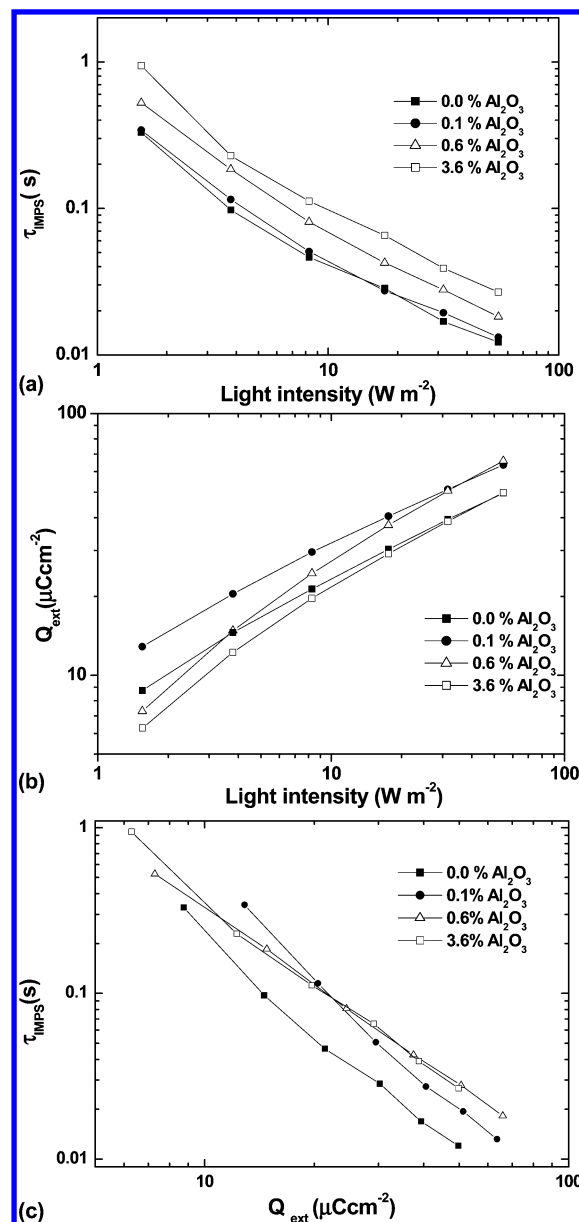 1
0.1
0.01
τIMPS( s)
0.0 % Al2O3
0.1 % Al2O3
0.6 % Al2O3
3.6 % Al2O3
1 10 100
Light intensity (W m-2)
(a)
100
10
Qext(μCcm-2)
0.0 % Al2O3
0.1 % Al2O3
0.6 % Al2O3
3.6 % Al2O3
1 10 100
Light intensity (W m-2)
(b)
1
0.1
0.01
τIMPS(s)
0.0 % Al2O3
0.1% Al2O3
0.6% Al2O3
3.6% Al2O3
10 100
Q ext (μCcm-2)
(c)